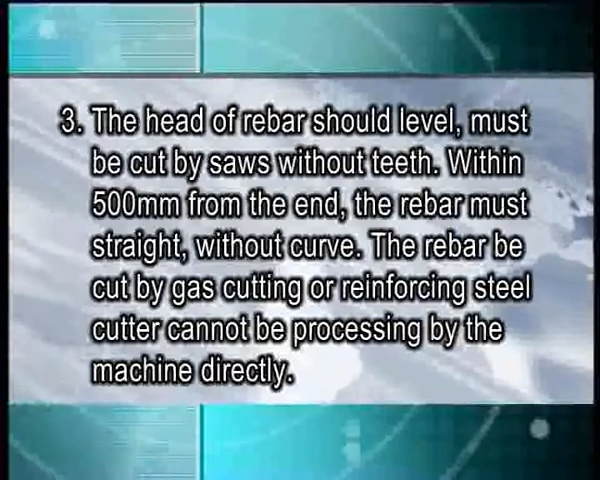 3. The head of rebar should level, must
be cut by saws without teeth. Within
500mm from the end, the rebar must
straight, without curve. The rebar be
cut by gas cutting or reinforcing steel
cutter cannot be processing by the
machine directly.